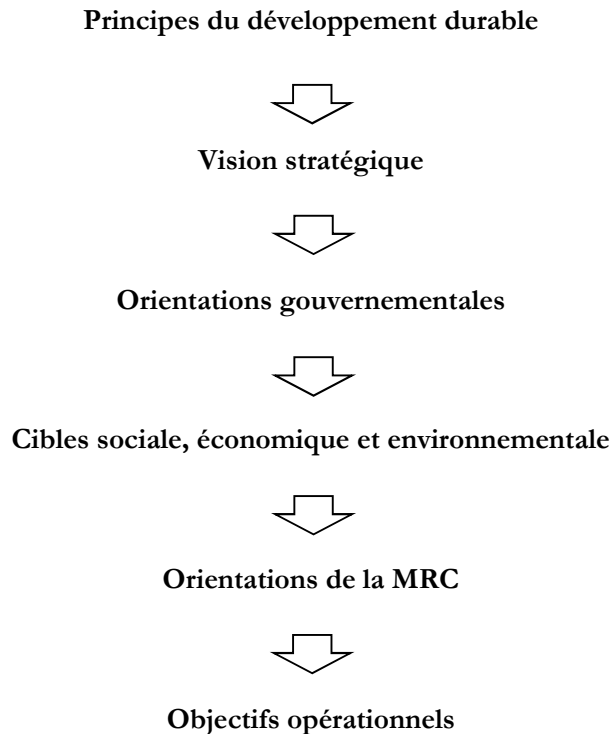 Principes du développement durable
Vision stratégique
Orientations gouvernementales
Cibles sociale, économique et environnementale
Orientations de la MRC
Objectifs opérationnels